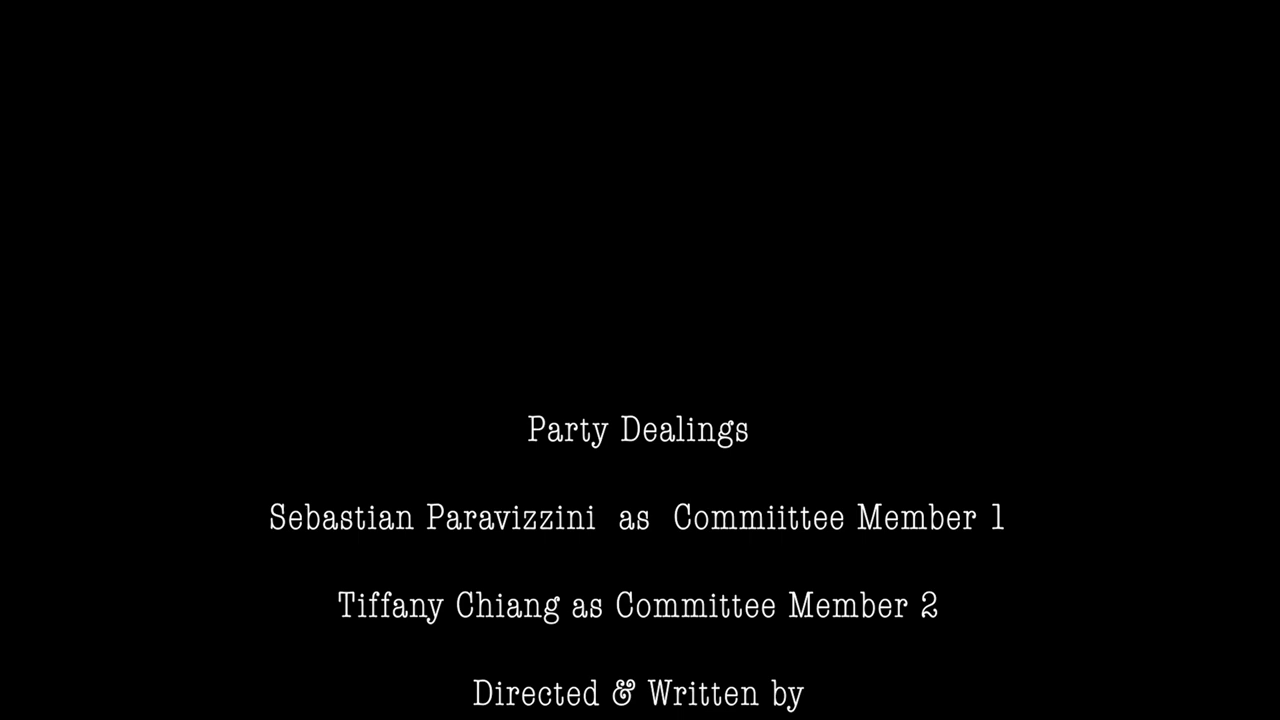 Party Dealings
Sebastian Paravizzini as Commiittee Member 1
Tiffany Chiang as Committee Member 2
Directed & Written by